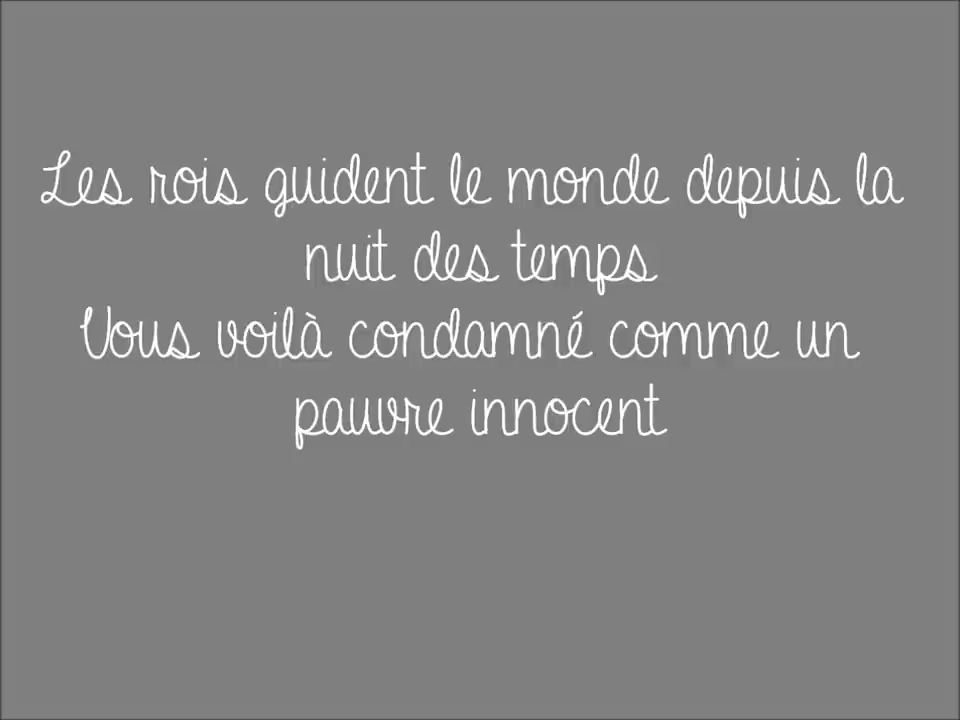 Les rois guident le monde depuis la
nuit des temps
Vous voilà condamné comme un
pauvre innocent